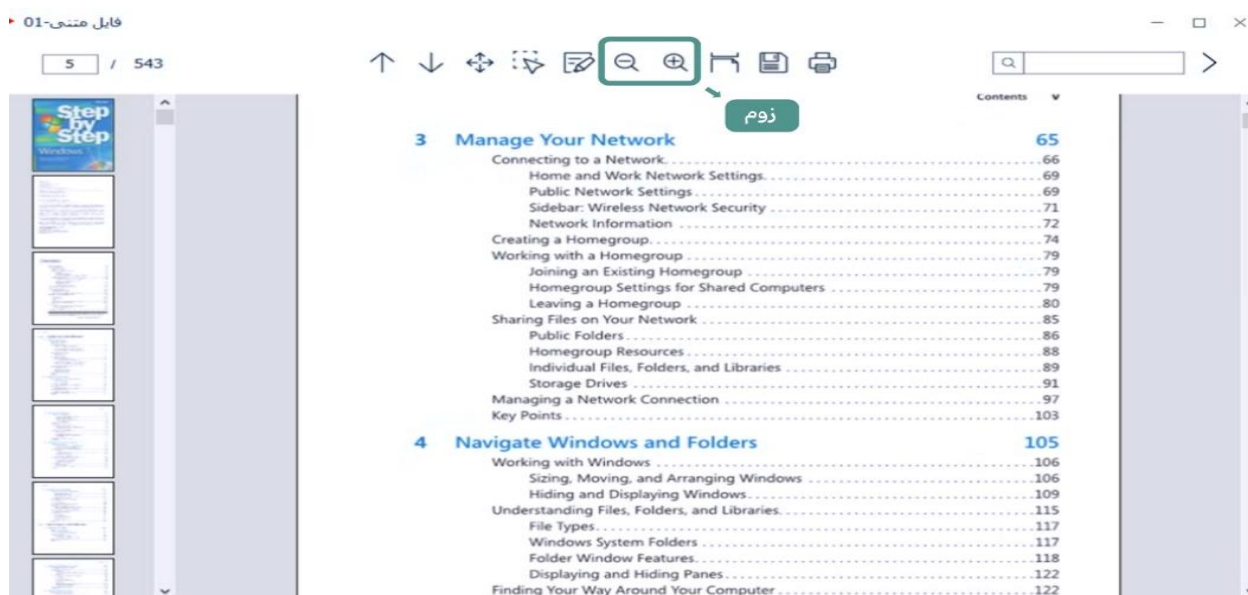 فایل متنی-01
5 / 543
زوم
Step
by
Step
Windows
Contents v
3 Manage Your Network 65
Connecting to a Network 66
Home and Work Network Settings 69
Public Network Settings 69
Sidebar: Wireless Network Security 71
Network Information 72
Creating a Homegroup 74
Working with a Homegroup 79
Joining an Existing Homegroup 79
Homegroup Settings for Shared Computers 79
Leaving a Homegroup 80
Sharing Files on Your Network 85
Public Folders 86
Homegroup Resources 88
Individual Files, Folders, and Libraries 89
Storage Drives 91
Managing a Network Connection 97
Key Points 103
4 Navigate Windows and Folders 105
Working with Windows 106
Sizing, Moving, and Arranging Windows 106
Hiding and Displaying Windows 109
Understanding Files, Folders, and Libraries 115
File Types 117
Windows System Folders 117
Folder Window Features 118
Displaying and Hiding Panes 122
Finding Your Way Around Your Computer 122